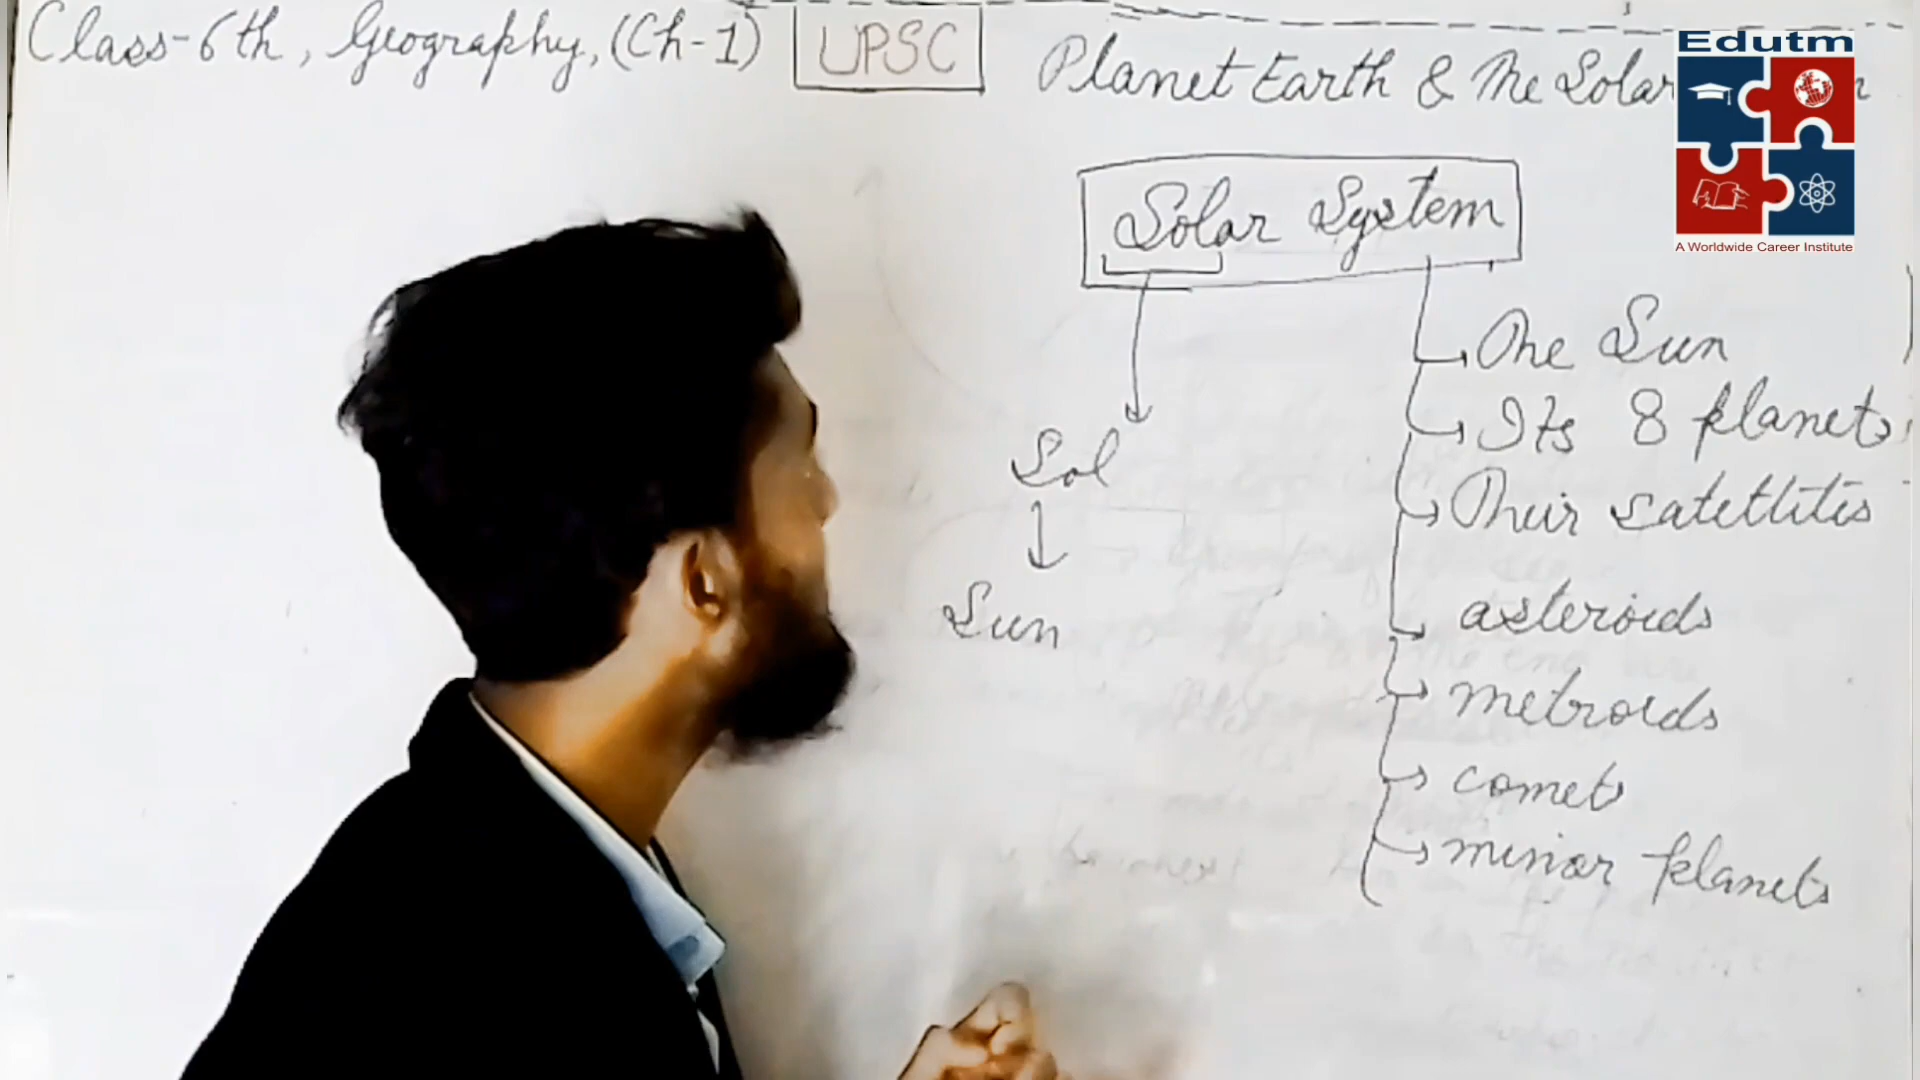 Class-6th, Geography, (Ch-1) UPSC Planet Earth & The Solar
Edutm
A Worldwide Career Institute
Solar System
Sol
Sun
The Sun
Its 8 planets
Their satettlites
asteroids
metroids
comets
minor planets